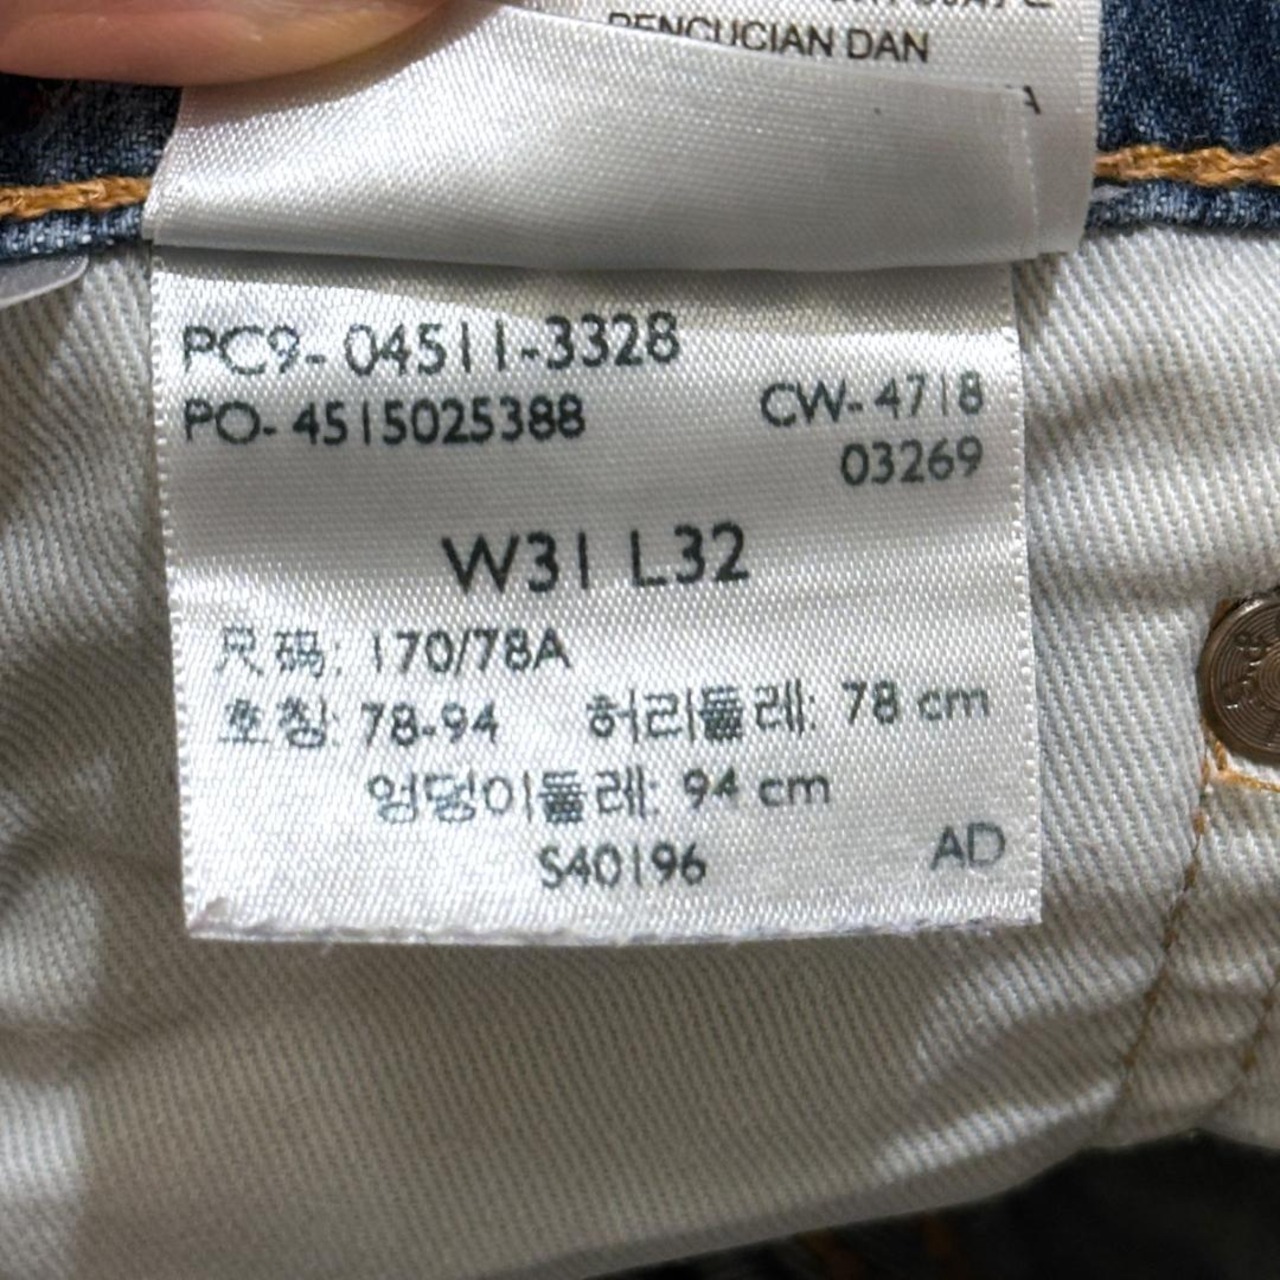 PENCUCIAN DAN
PC9-04511-3328
PO-4515025388
CW-4718
03269
W31 L32
尺码: 170/78A
호칭: 78-94 허리둘레: 78 cm
엉덩이둘레: 94 cm
S40196
AD